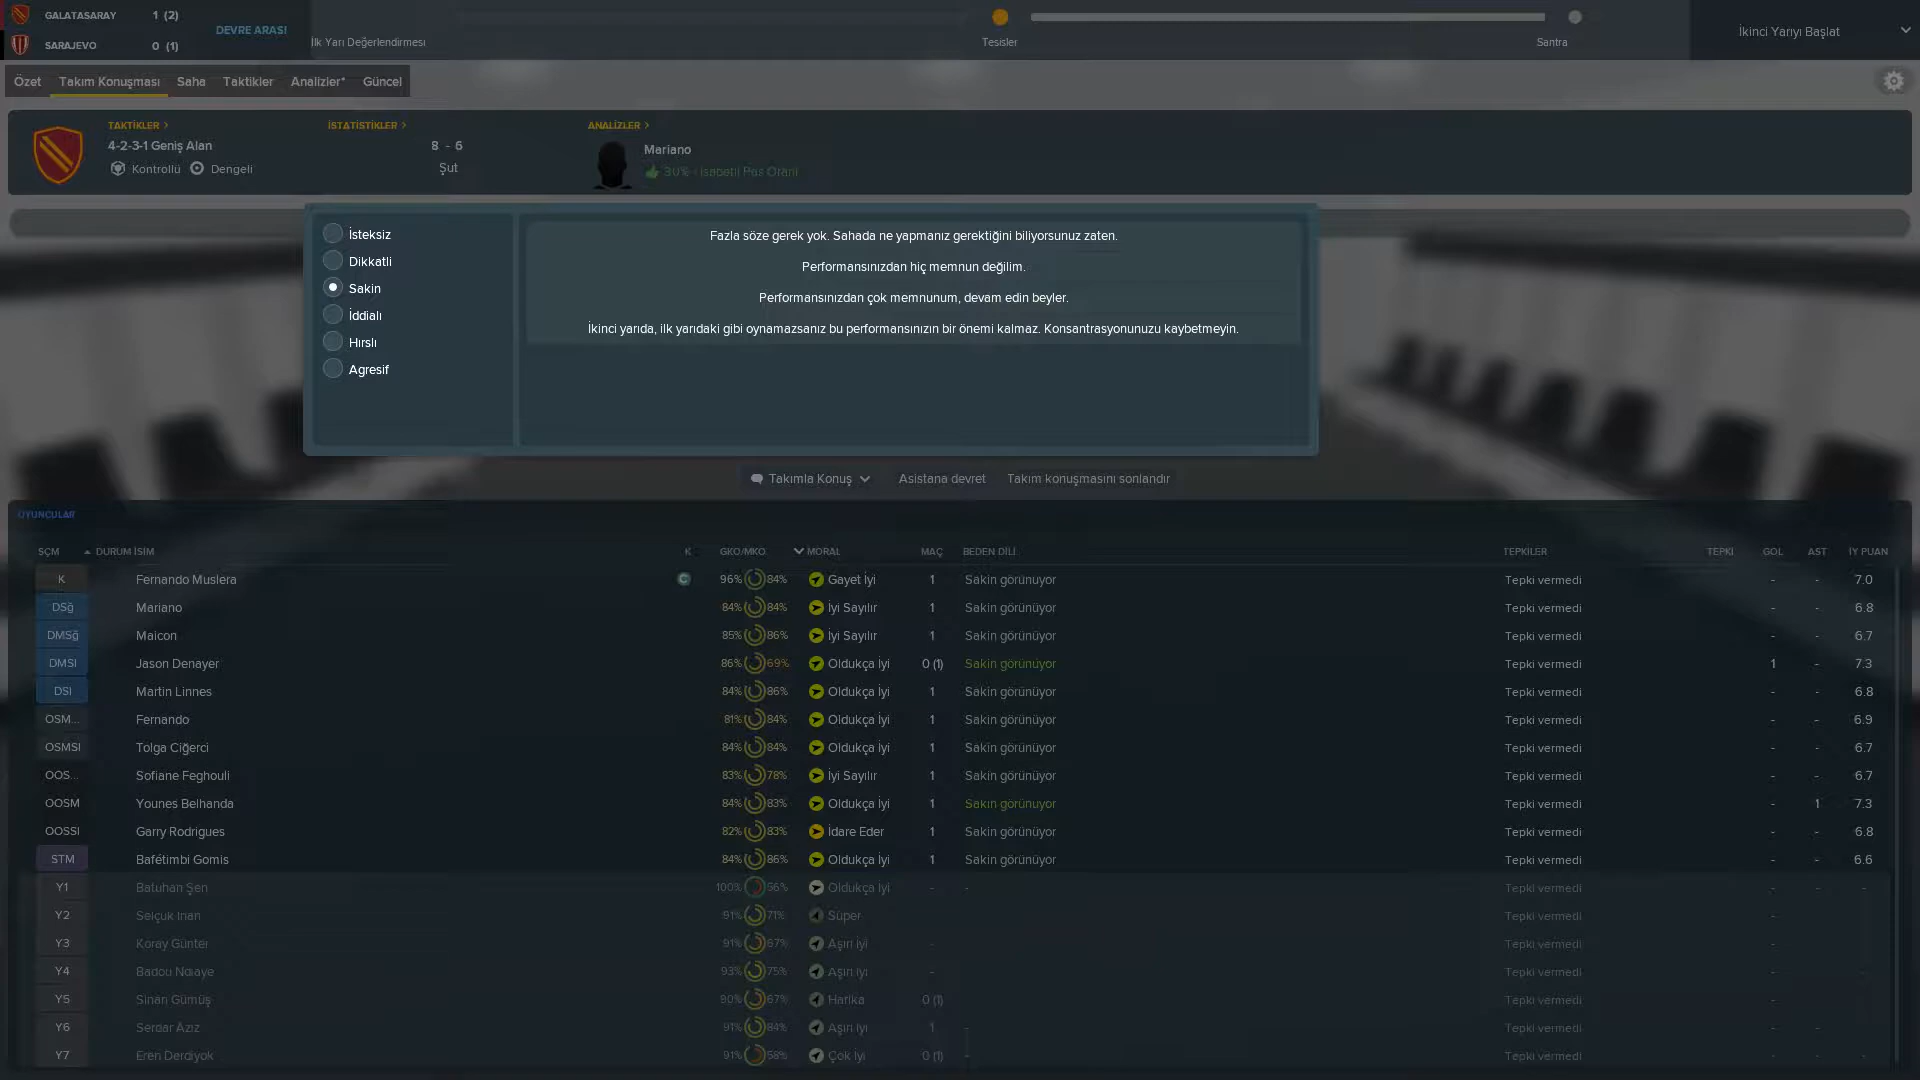 GALATASARAY 1 (2)
SARAJEVO 0 (1)
DEVRE ARASI
İlk Yarı Değerlendirmesi
Tesisler
Santra
İkinci Yarıyı Başlat
Özet Takım Konuşması Saha Taktikler Analizler* Güncel
TAKTİKLER >
4-2-3-1 Geniş Alan
Kontrollü Dengeli
İSTATİSTİKLER >
8 - 6
Şut
ANALİZLER >
Mariano
30% - İsabetli Pas Oranı
İsteksiz
Dikkatli
Sakin
İddialı
Hırslı
Agresif
Fazla söze gerek yok. Sahada ne yapmanız gerektiğini biliyorsunuz zaten.
Performansınızdan hiç memnun değilim.
Performansınızdan çok memnunum, devam edin beyler.
İkinci yarıda, ilk yarıdaki gibi oynamazsanız bu performansınızın bir önemi kalmaz. Konsantrasyonunuzu kaybetmeyin.
Takımla Konuş Asistana devret Takım konuşmasını sonlandır
OYUNCULAR
SÇM DURUM İSİM K GKO/MKO MORAL MAÇ BEDEN DİLİ TEPKİLER TEPKİ GOL AST İY PUAN
K Fernando Muslera C 96% 84% Gayet İyi 1 Sakin görünüyor Tepki vermedi - - 7.0
DSğ Mariano 84% 84% İyi Sayılır 1 Sakin görünüyor Tepki vermedi - - 6.8
DMSğ Maicon 85% 86% İyi Sayılır 1 Sakin görünüyor Tepki vermedi - - 6.7
DMSl Jason Denayer 86% 69% Oldukça İyi 0 (1) Sakin görünüyor Tepki vermedi 1 - 7.3
DSl Martin Linnes 84% 86% Oldukça İyi 1 Sakin görünüyor Tepki vermedi - - 6.8
OSM... Fernando 81% 84% Oldukça İyi 1 Sakin görünüyor Tepki vermedi - - 6.9
OSMSl Tolga Ciğerci 84% 84% Oldukça İyi 1 Sakin görünüyor Tepki vermedi - - 6.7
OOS... Sofiane Feghouli 83% 78% İyi Sayılır 1 Sakin görünüyor Tepki vermedi - - 6.7
OOSM Younes Belhanda 84% 83% Oldukça İyi 1 Sakin görünüyor Tepki vermedi - 1 7.3
OOSSl Garry Rodrigues 82% 83% İdare Eder 1 Sakin görünüyor Tepki vermedi - - 6.8
STM Bafétimbi Gomis 84% 86% Oldukça İyi 1 Sakin görünüyor Tepki vermedi - - 6.6
Y1 Batuhan Şen 100% 56% Oldukça İyi - - Tepki vermedi - - -
Y2 Selçuk İnan 91% 71% Süper Tepki vermedi -
Y3 Koray Günter 91% 67% Aşırı İyi - Tepki vermedi -
Y4 Badou Ndiaye 93% 75% Aşırı İyi - Tepki vermedi -
Y5 Sinan Gümüş 90% 67% Harika 0 (1) Tepki vermedi -
Y6 Serdar Aziz 91% 84% Aşırı İyi 1 - Tepki vermedi - - -
Y7 Eren Derdiyok 91% 58% Çok İyi 0 (1) - Tepki vermedi - - -